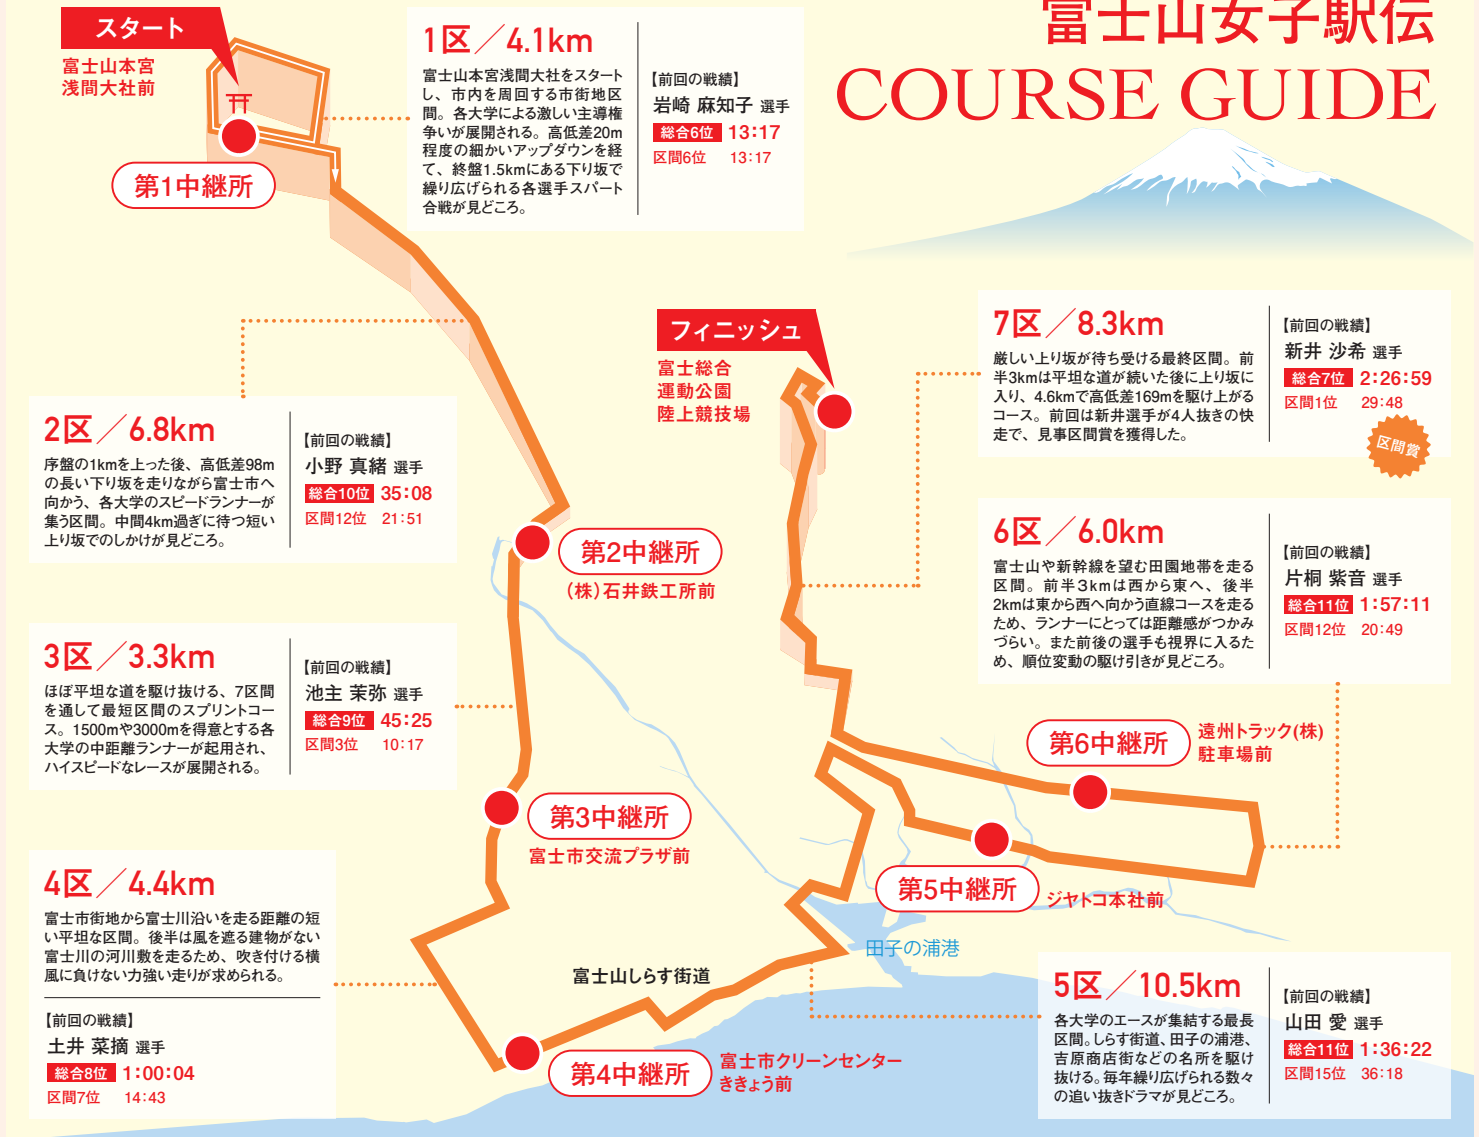 富士山女子駅伝
COURSE GUIDE
スタート
富士山本宮
浅間大社前
第1中継所
1区／4.1km
富士山本宮浅間大社をスタート
し、市内を周回する市街地区
間。各大学による激しい主導権
争いが展開される。高低差20m
程度の細かいアップダウンを経
て、終盤1.5kmにある下り坂で
繰り広げられる各選手スパート
合戦が見どころ。
【前回の戦績】
岩崎 麻知子 選手
総合6位 13:17
区間6位 13:17
2区／6.8km
序盤の1kmを上った後、高低差98m
の長い下り坂を走りながら富士市へ
向かう、各大学のスピードランナーが
集う区間。中間4km過ぎに待つ短い
上り坂でのしかけが見どころ。
【前回の戦績】
小野 真緒 選手
総合10位 35:08
区間12位 21:51
第2中継所
(株)石井鉄工所前
3区／3.3km
ほぼ平坦な道を駆け抜ける、7区間
を通して最短区間のスプリントコー
ス。1500mや3000mを得意とする各
大学の中距離ランナーが起用され、
ハイスピードなレースが展開される。
【前回の戦績】
池主 茉弥 選手
総合9位 45:25
区間3位 10:17
第3中継所
富士市交流プラザ前
4区／4.4km
富士市街地から富士川沿いを走る距離の短
い平坦な区間。後半は風を遮る建物がない
富士川の河川敷を走るため、吹き付ける横
風に負けない力強い走りが求められる。
【前回の戦績】
土井 菜摘 選手
総合8位 1:00:04
区間7位 14:43
富士山しらす街道
第4中継所
富士市クリーンセンター
ききょう前
田子の浦港
5区／10.5km
各大学のエースが集結する最長
区間。しらす街道、田子の浦港、
吉原商店街などの名所を駆け
抜ける。毎年繰り広げられる数々
の追い抜きドラマが見どころ。
【前回の戦績】
山田 愛 選手
総合11位 1:36:22
区間15位 36:18
第5中継所
ジヤトコ本社前
6区／6.0km
富士山や新幹線を望む田園地帯を走る
区間。前半3kmは西から東へ、後半
2kmは東から西へ向かう直線コースを走る
ため、ランナーにとっては距離感がつかみ
づらい。また前後の選手も視界に入るた
め、順位変動の駆け引きが見どころ。
【前回の戦績】
片桐 紫音 選手
総合11位 1:57:11
区間12位 20:49
第6中継所
遠州トラック(株)
駐車場前
7区／8.3km
厳しい上り坂が待ち受ける最終区間。前
半3kmは平坦な道が続いた後に上り坂に
入り、4.6kmで高低差169mを駆け上がる
コース。前回は新井選手が4人抜きの快
走で、見事区間賞を獲得した。
【前回の戦績】
新井 沙希 選手
総合7位 2:26:59
区間1位 29:48
区間賞
フィニッシュ
富士総合
運動公園
陸上競技場